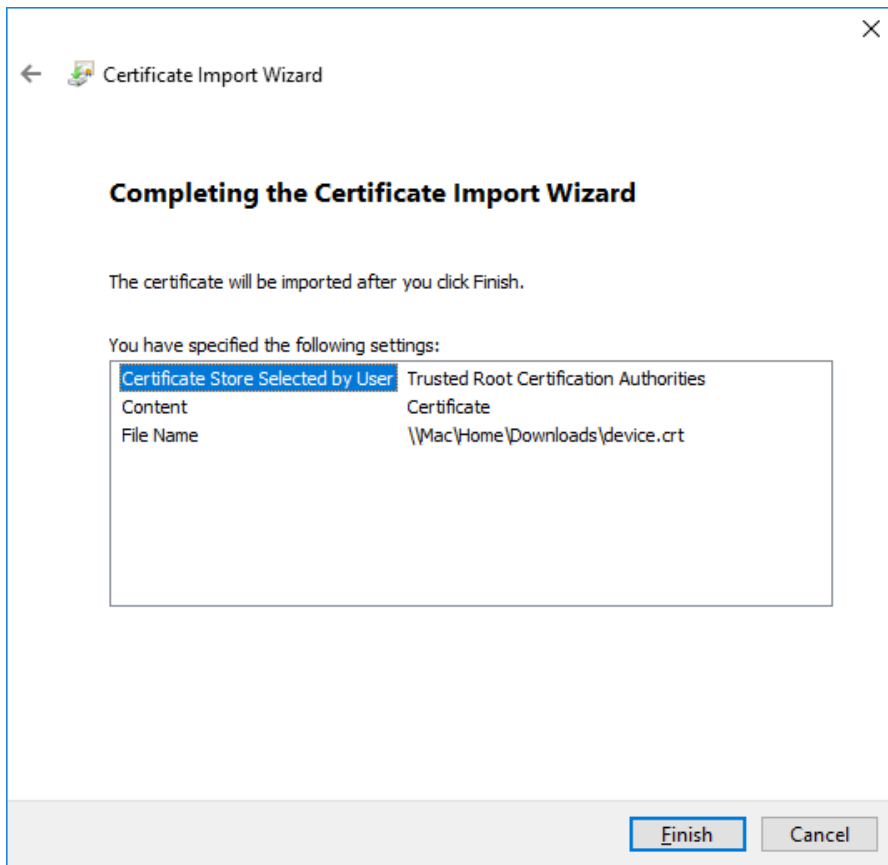 Certificate Import Wizard
Completing the Certificate Import Wizard
The certificate will be imported after you click Finish.
You have specified the following settings:
Certificate Store Selected by User Trusted Root Certification Authorities
Content Certificate
File Name \\Mac\Home\Downloads\device.crt
Finish Cancel